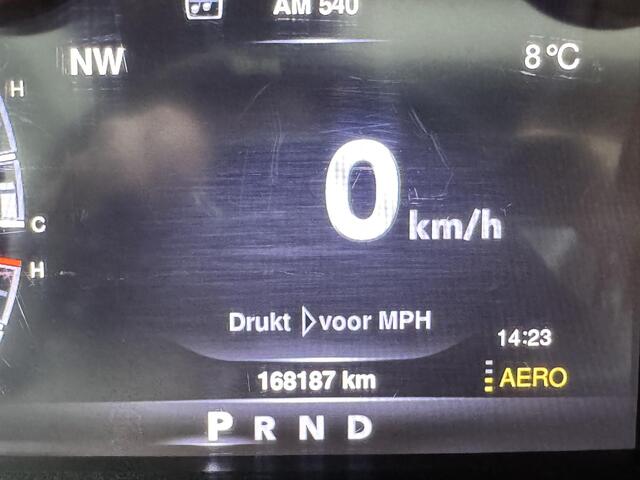 AM 540
NW
8°C
H
0 km/h
C
H
Drukt ▷ voor MPH
14:23
168187 km
AERO
P R N D